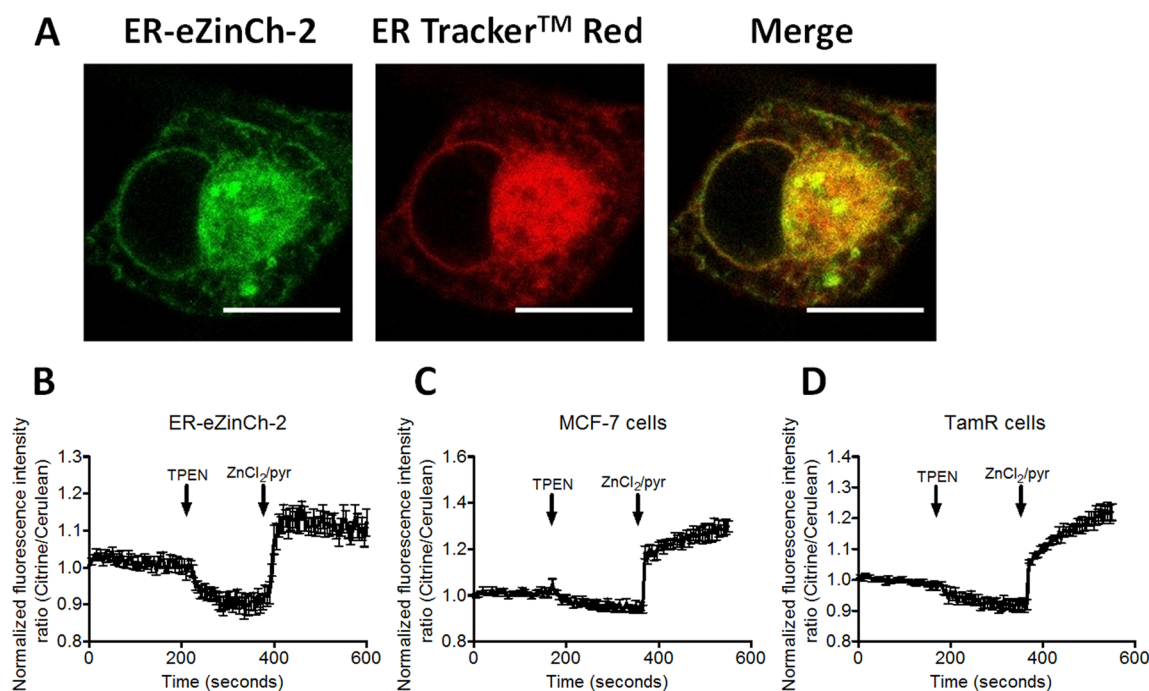 A
ER-eZinCh-2
ER Tracker™ Red
Merge
B
ER-eZinCh-2
Normalized fluorescence intensity
ratio (Citrine/Cerulean)
1.3
1.2
1.1
1.0
0.9
0.8
TPEN
ZnCl₂/pyr
0
200
400
600
Time (seconds)
C
MCF-7 cells
Normalized fluorescence intensity
ratio (Citrine/Cerulean)
1.6
1.4
1.2
1.0
0.8
TPEN
ZnCl₂/pyr
0
200
400
600
Time (seconds)
D
TamR cells
Normalized fluorescence intensity
ratio (Citrine/Cerulean)
1.4
1.3
1.2
1.1
1.0
0.9
0.8
TPEN
ZnCl₂/pyr
0
200
400
600
Time (seconds)